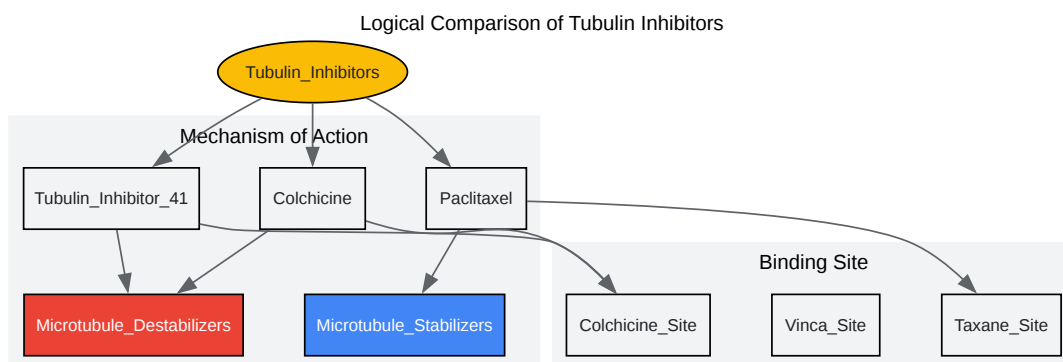 Logical Comparison of Tubulin Inhibitors
Tubulin_Inhibitors
Mechanism of Action
Tubulin_Inhibitor_41
Colchicine
Paclitaxel
Binding Site
Microtubule_Destabilizers
Microtubule_Stabilizers
Colchicine_Site
Vinca_Site
Taxane_Site